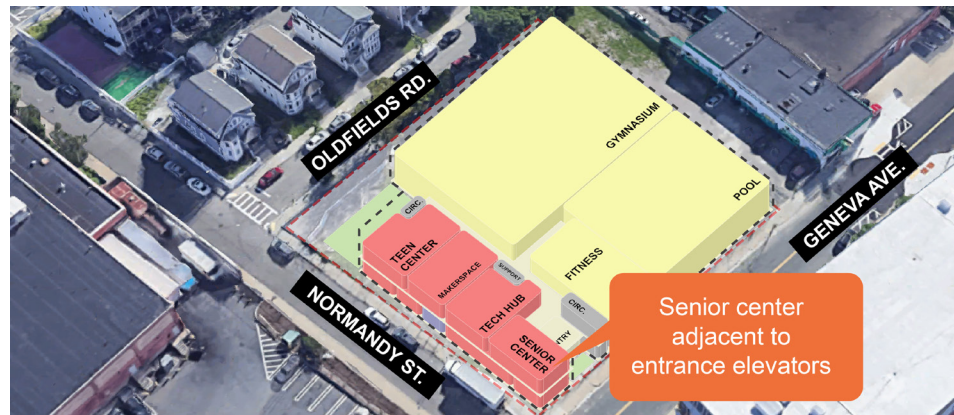 OLDFIELDS RD.
GYMNASIUM
POOL
GENEVA AVE.
CIRC.
TEEN
CENTER
MAKERSPACE
SUPPORT
FITNESS
TECH HUB
CIRC.
NTRY
SENIOR
CENTER
NORMANDY ST.
Senior center
adjacent to
entrance elevators